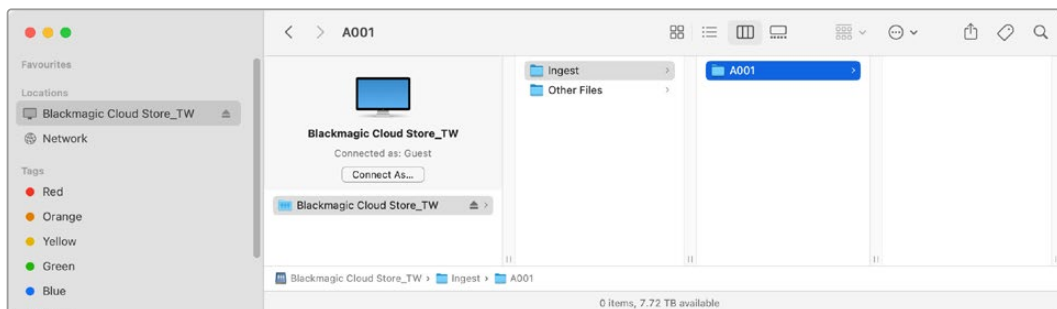 A001
Favourites
Locations
Blackmagic Cloud Store_TW
Network
Tags
Red
Orange
Yellow
Green
Blue
Blackmagic Cloud Store_TW
Connected as: Guest
Connect As...
Blackmagic Cloud Store_TW
Ingest
Other Files
A001
Blackmagic Cloud Store_TW › Ingest › A001
0 items, 7.72 TB available